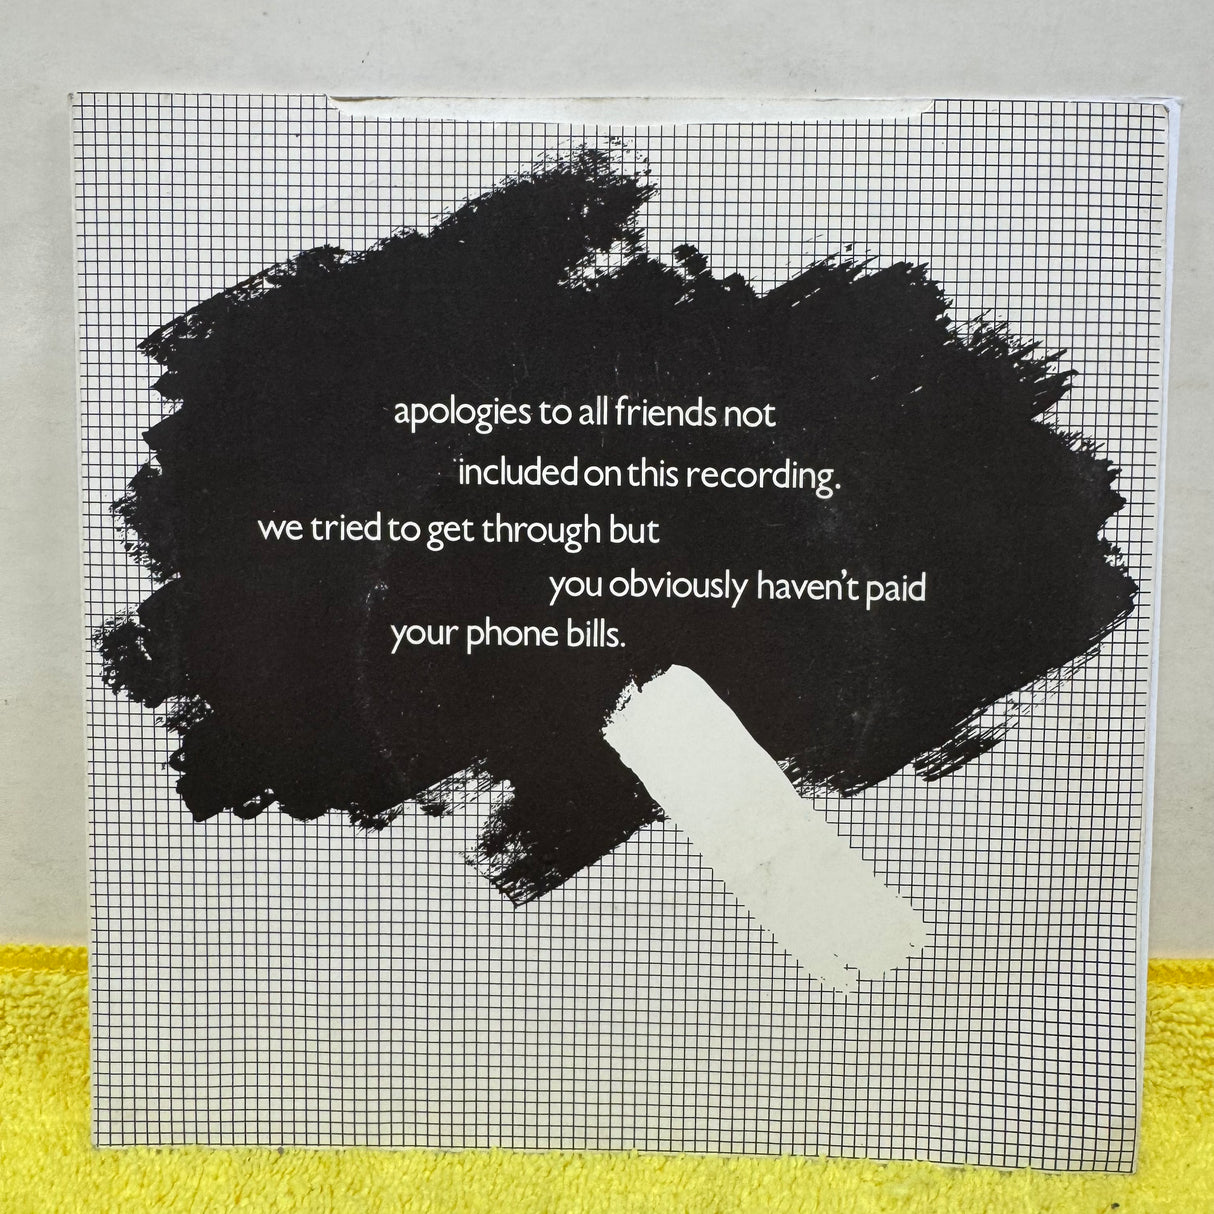 apologies to all friends not
included on this recording.
we tried to get through but
you obviously haven't paid
your phone bills.